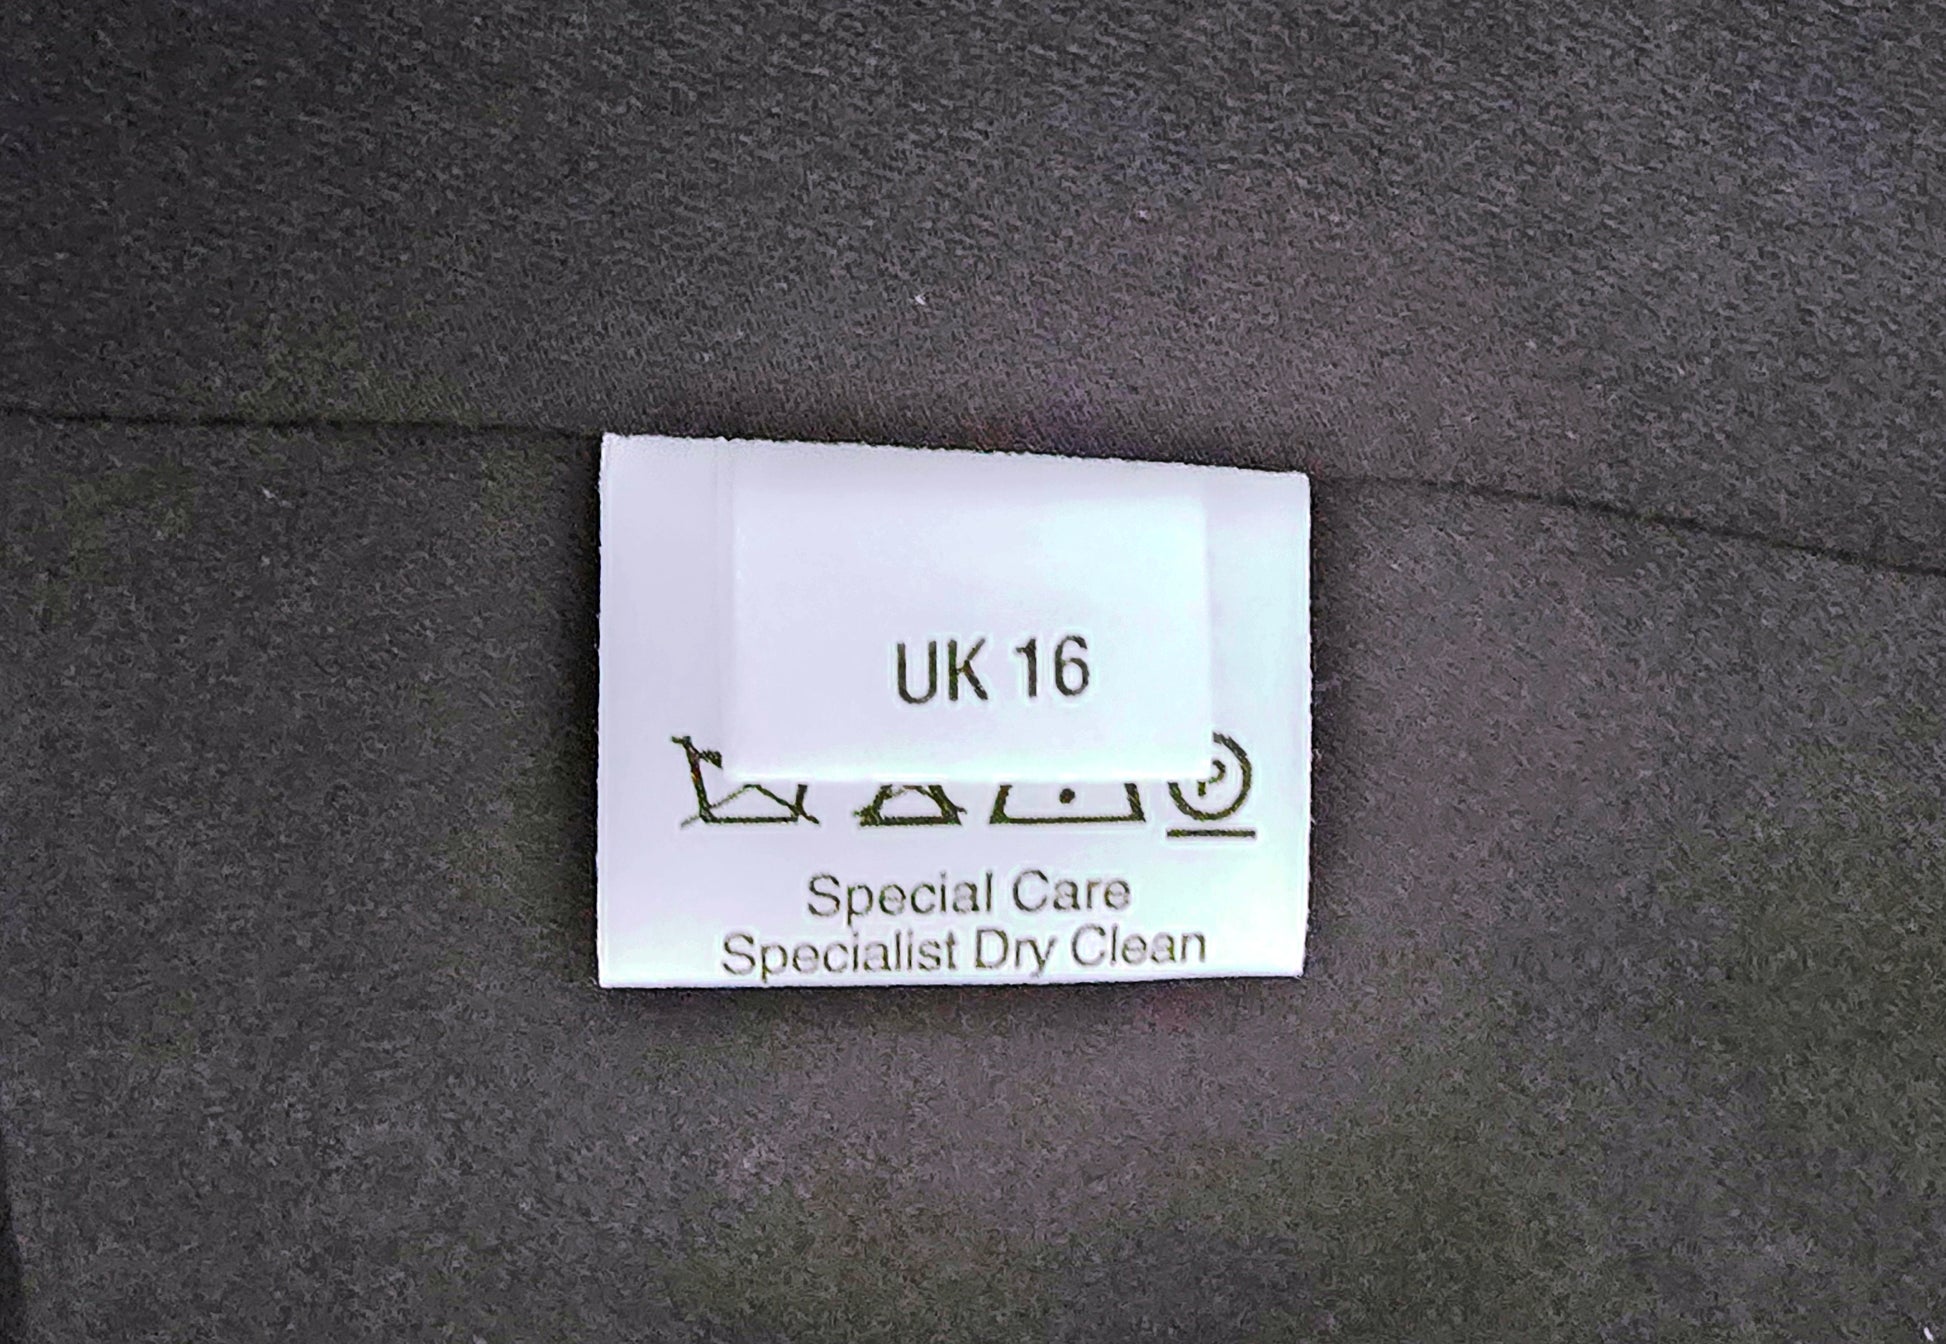 UK 16
P
Special Care
Specialist Dry Clean